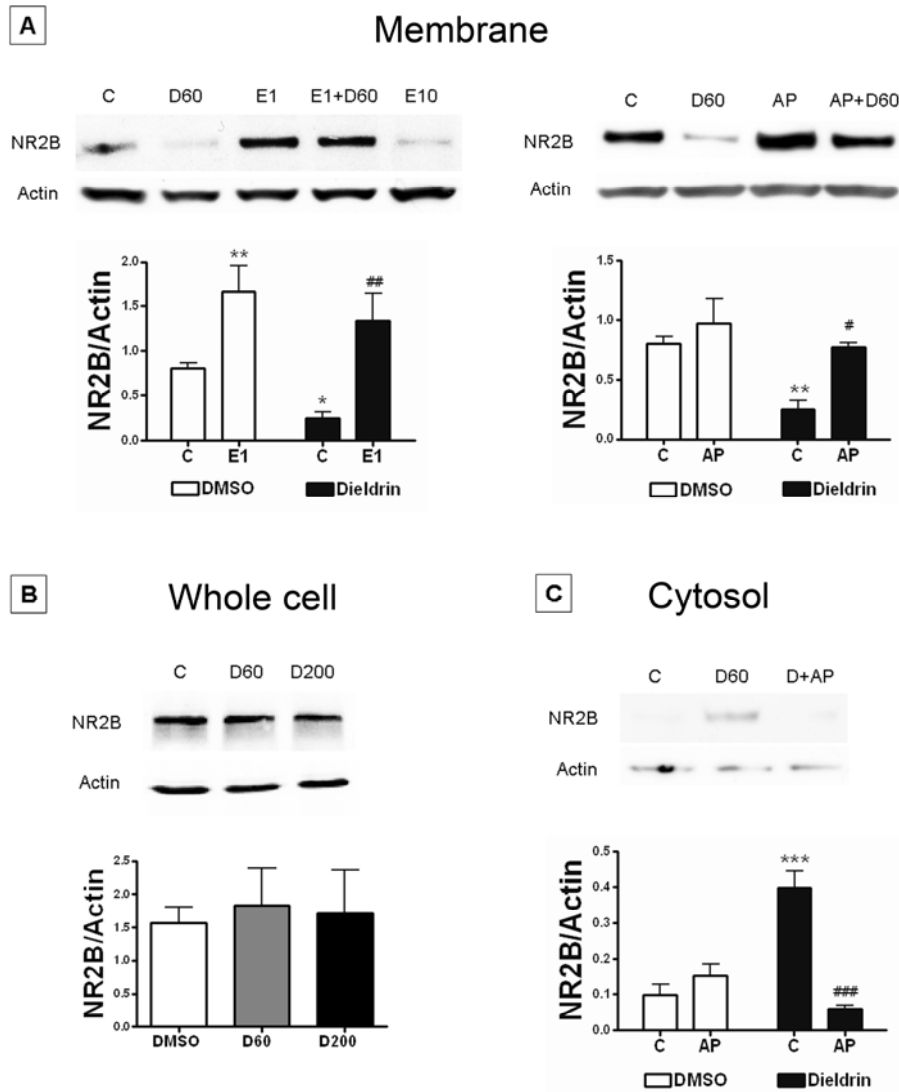 A
Membrane
C D60 E1 E1+D60 E10
NR2B
Actin
NR2B/Actin
2.0
1.5
1.0
0.5
0.0
**
*
##
C E1 C E1
DMSO Dieldrin
C D60 AP AP+D60
NR2B
Actin
NR2B/Actin
1.5
1.0
0.5
0.0
**
#
C AP C AP
DMSO Dieldrin
B
Whole cell
C D60 D200
NR2B
Actin
NR2B/Actin
2.5
2.0
1.5
1.0
0.5
0.0
DMSO D60 D200
C
Cytosol
C D60 D+AP
NR2B
Actin
NR2B/Actin
0.5
0.4
0.3
0.2
0.1
0.0
***
###
C AP C AP
DMSO Dieldrin